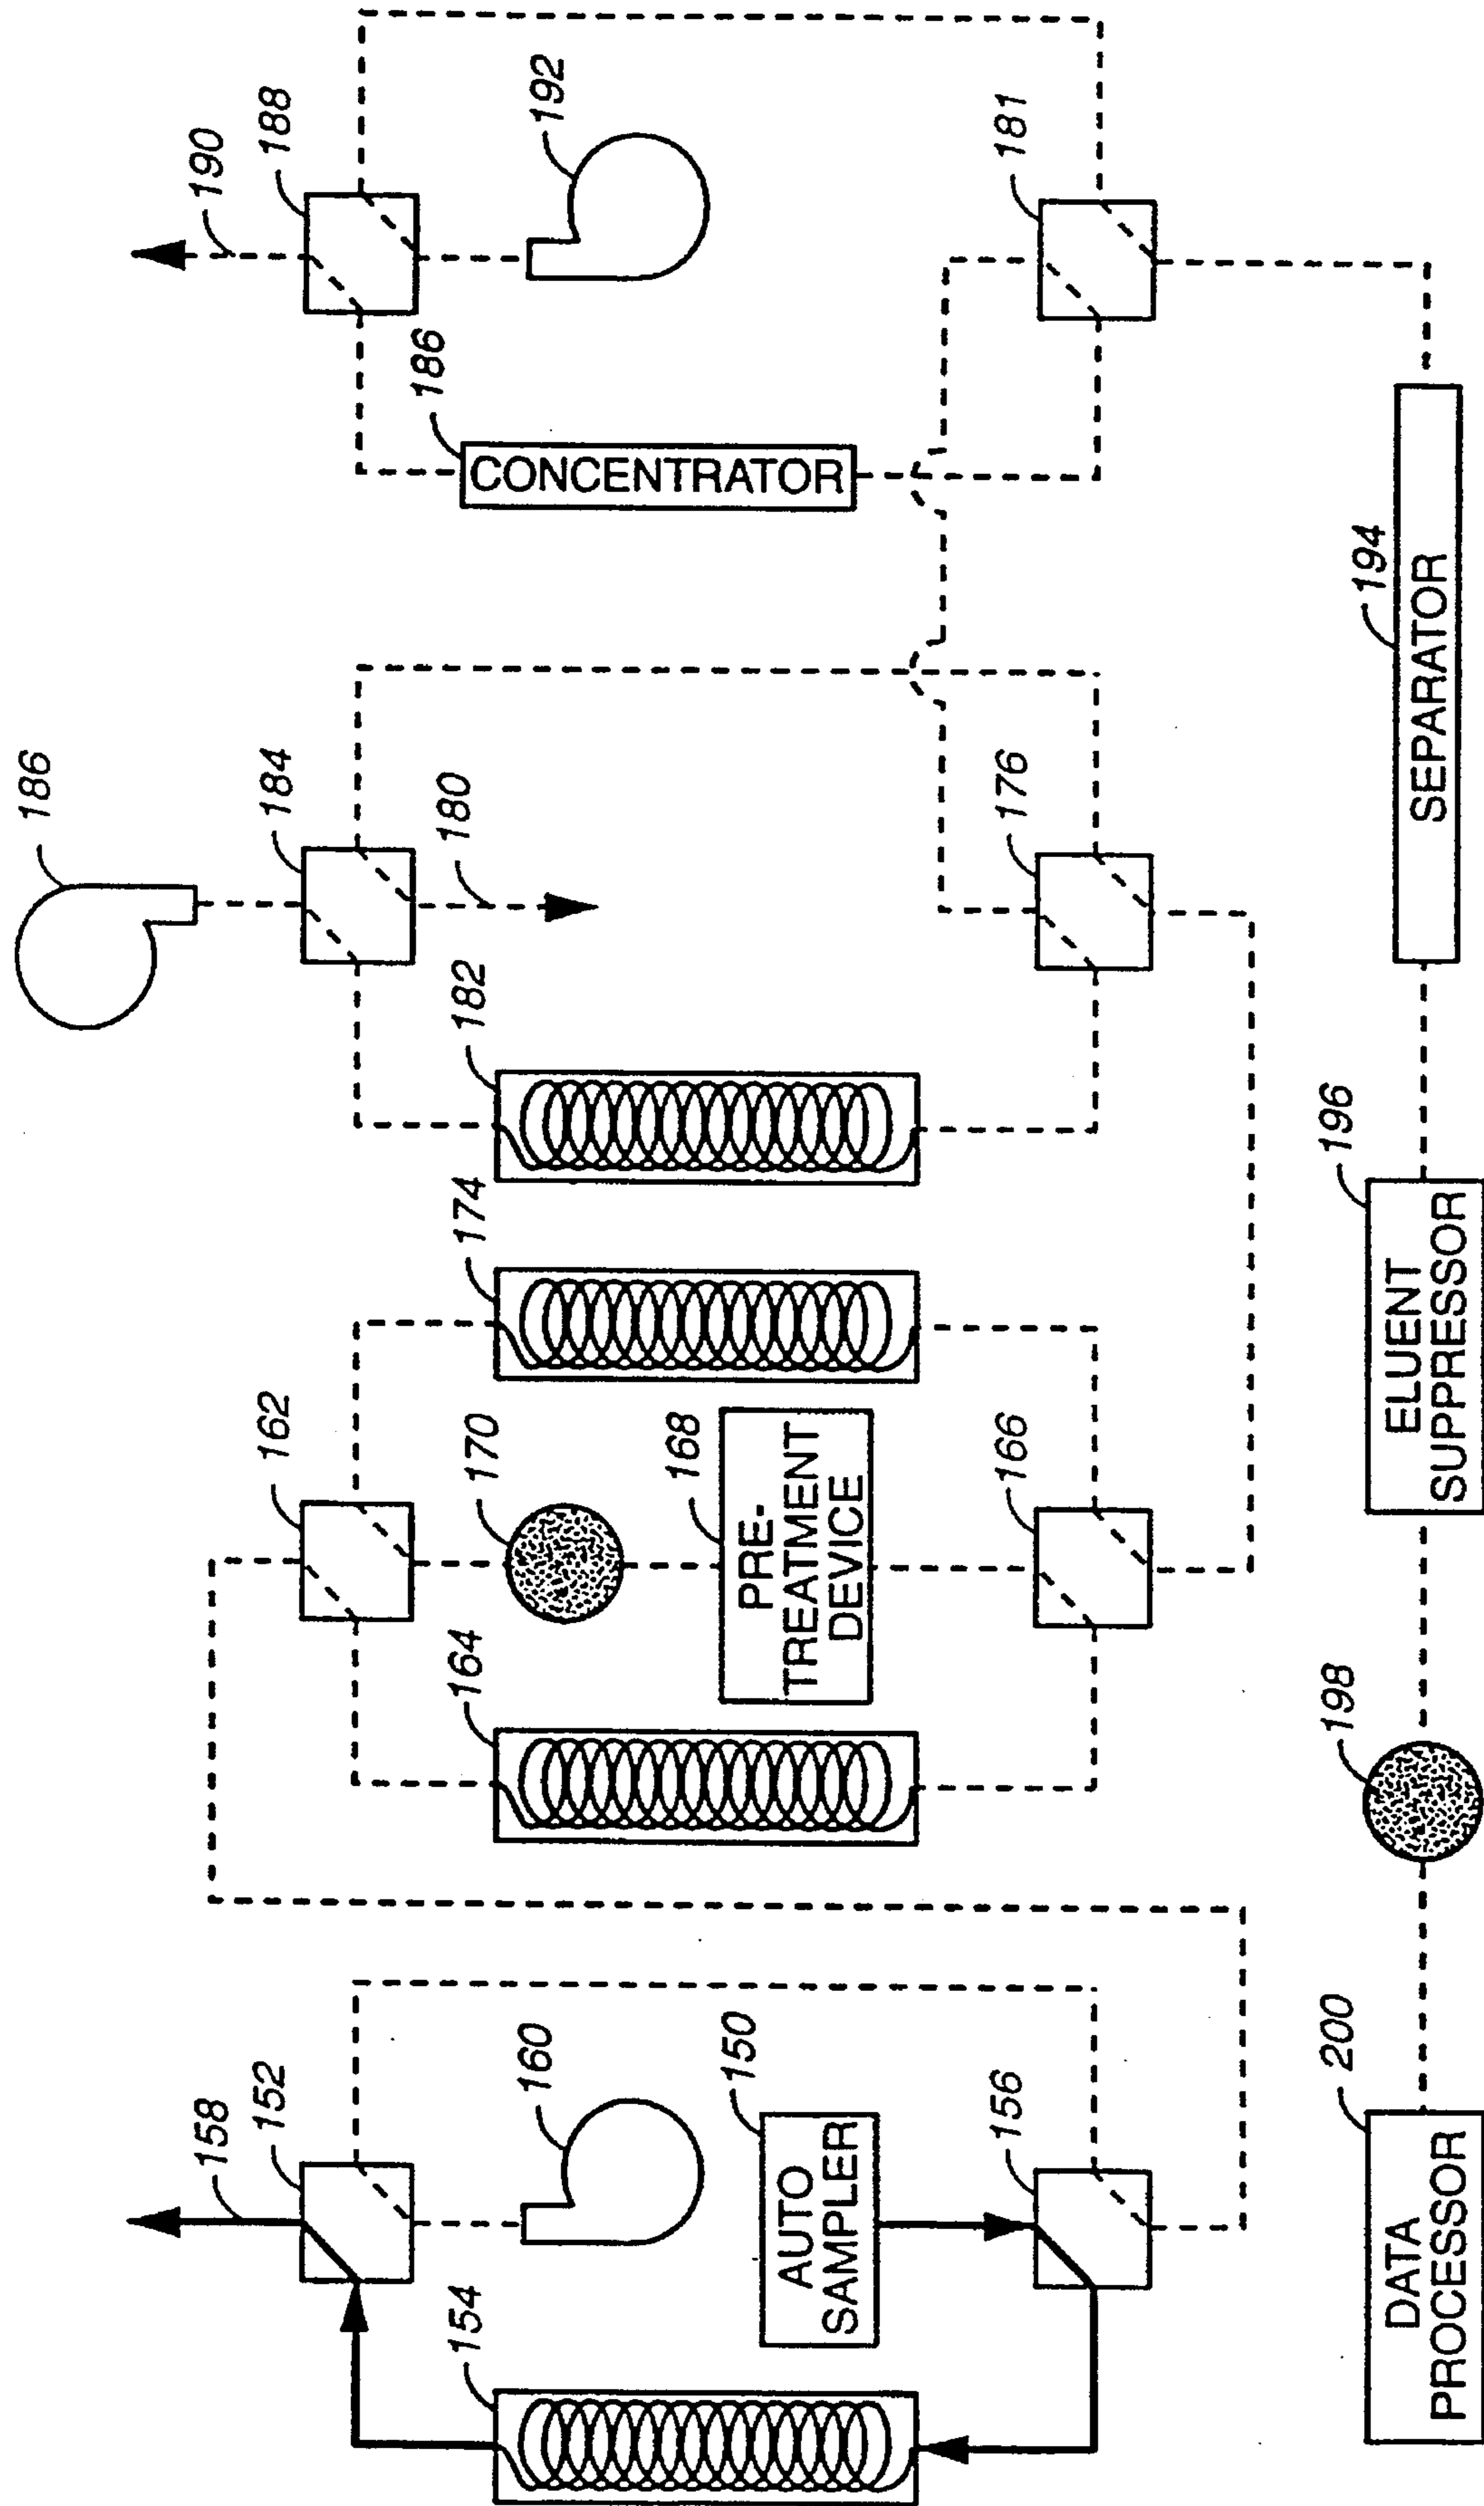 158
152
154
160
AUTO
SAMPLER
150
156
162
164
170
PRE-
TREATMENT
DEVICE
168
166
174
182
186
184
180
176
190
188
186
CONCENTRATOR
192
181
DATA
PROCESSOR
200
198
ELUENT
SUPPRESSOR
196
SEPARATOR
194